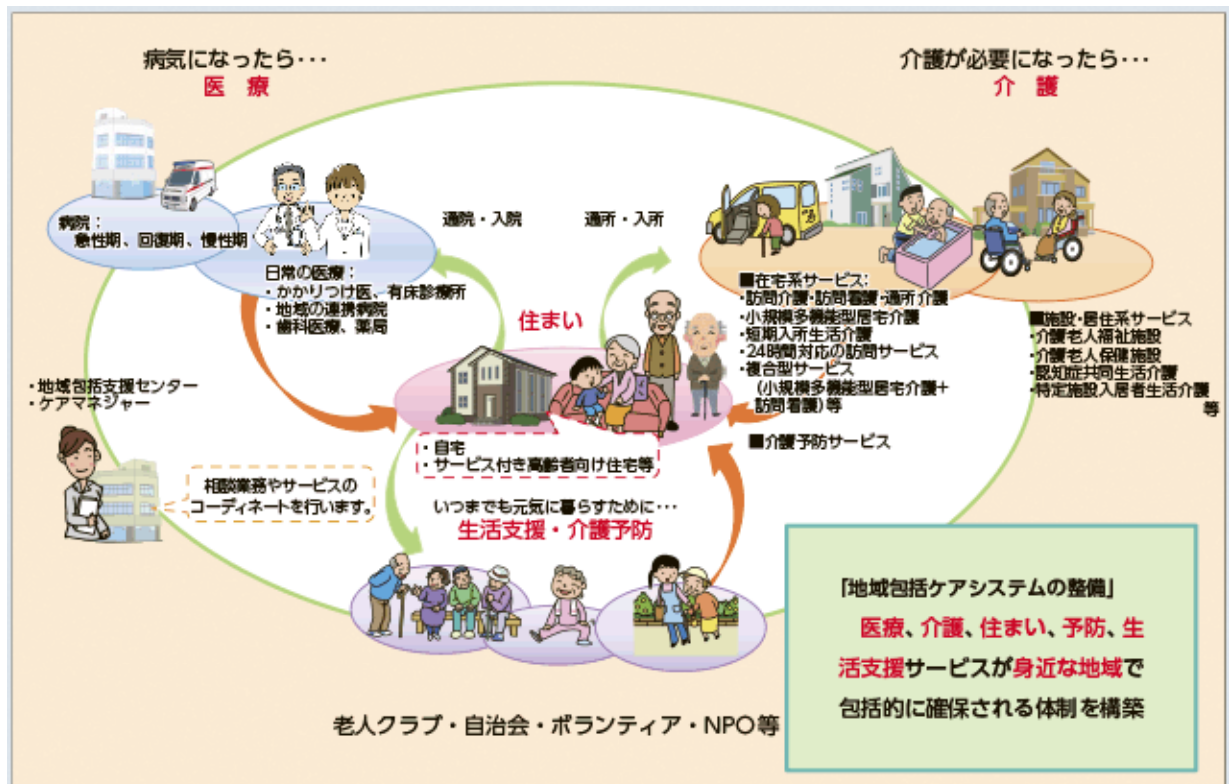 病気になったら･･･
医 療
介護が必要になったら･･･
介 護
病院：
急性期、回復期、慢性期
日常の医療：
・かかりつけ医、有床診療所
・地域の連携病院
・歯科医療、薬局
通院・入院
通所・入所
住まい
■在宅系サービス:
・訪問介護・訪問看護・通所介護
・小規模多機能型居宅介護
・短期入所生活介護
・24時間対応の訪問サービス
・複合型サービス
（小規模多機能型居宅介護＋
訪問看護）等
■介護予防サービス
■施設・居住系サービス
・介護老人福祉施設
・介護老人保健施設
・認知症共同生活介護
・特定施設入居者生活介護
等
・地域包括支援センター
・ケアマネジャー
相談業務やサービスの
コーディネートを行います。
・自宅
・サービス付き高齢者向け住宅等
いつまでも元気に暮らすために･･･
生活支援・介護予防
老人クラブ・自治会・ボランティア・NPO等
「地域包括ケアシステムの整備」
医療、介護、住まい、予防、生
活支援サービスが身近な地域で
包括的に確保される体制を構築